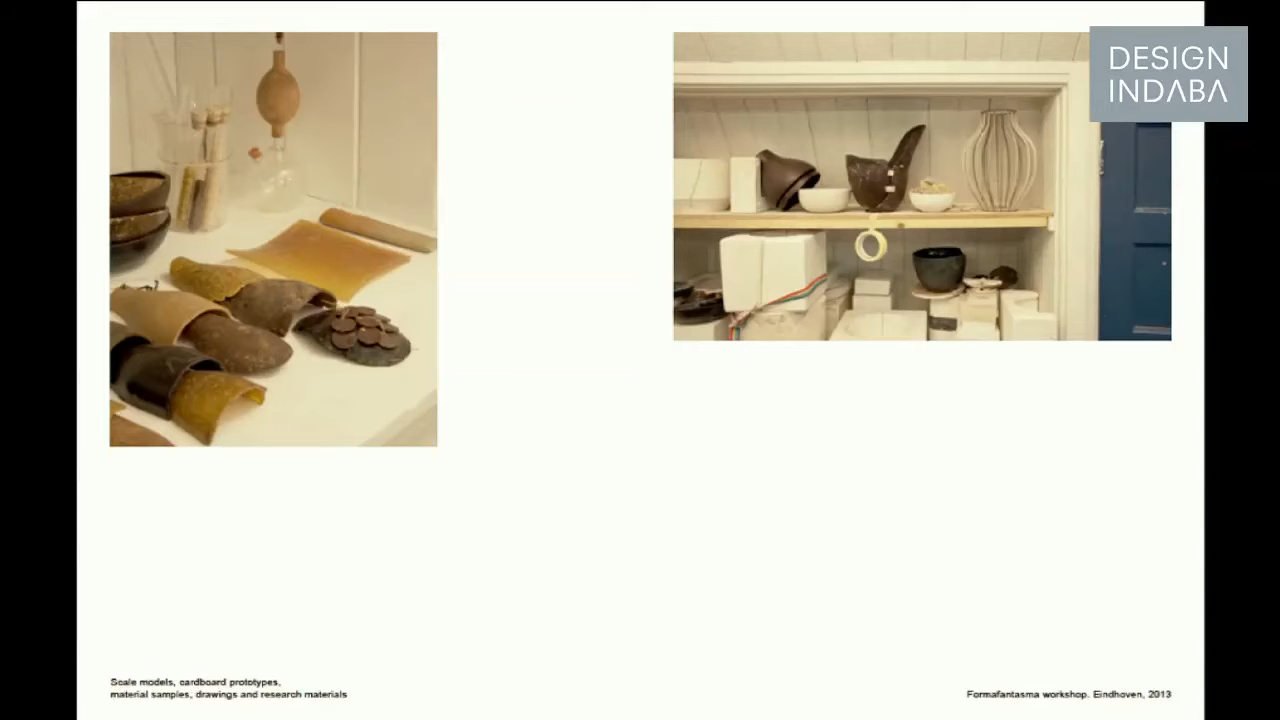 DESIGN
INDABA
Scale models, cardboard prototypes,
material samples, drawings and research materials
Formafantasma workshop. Eindhoven, 2013